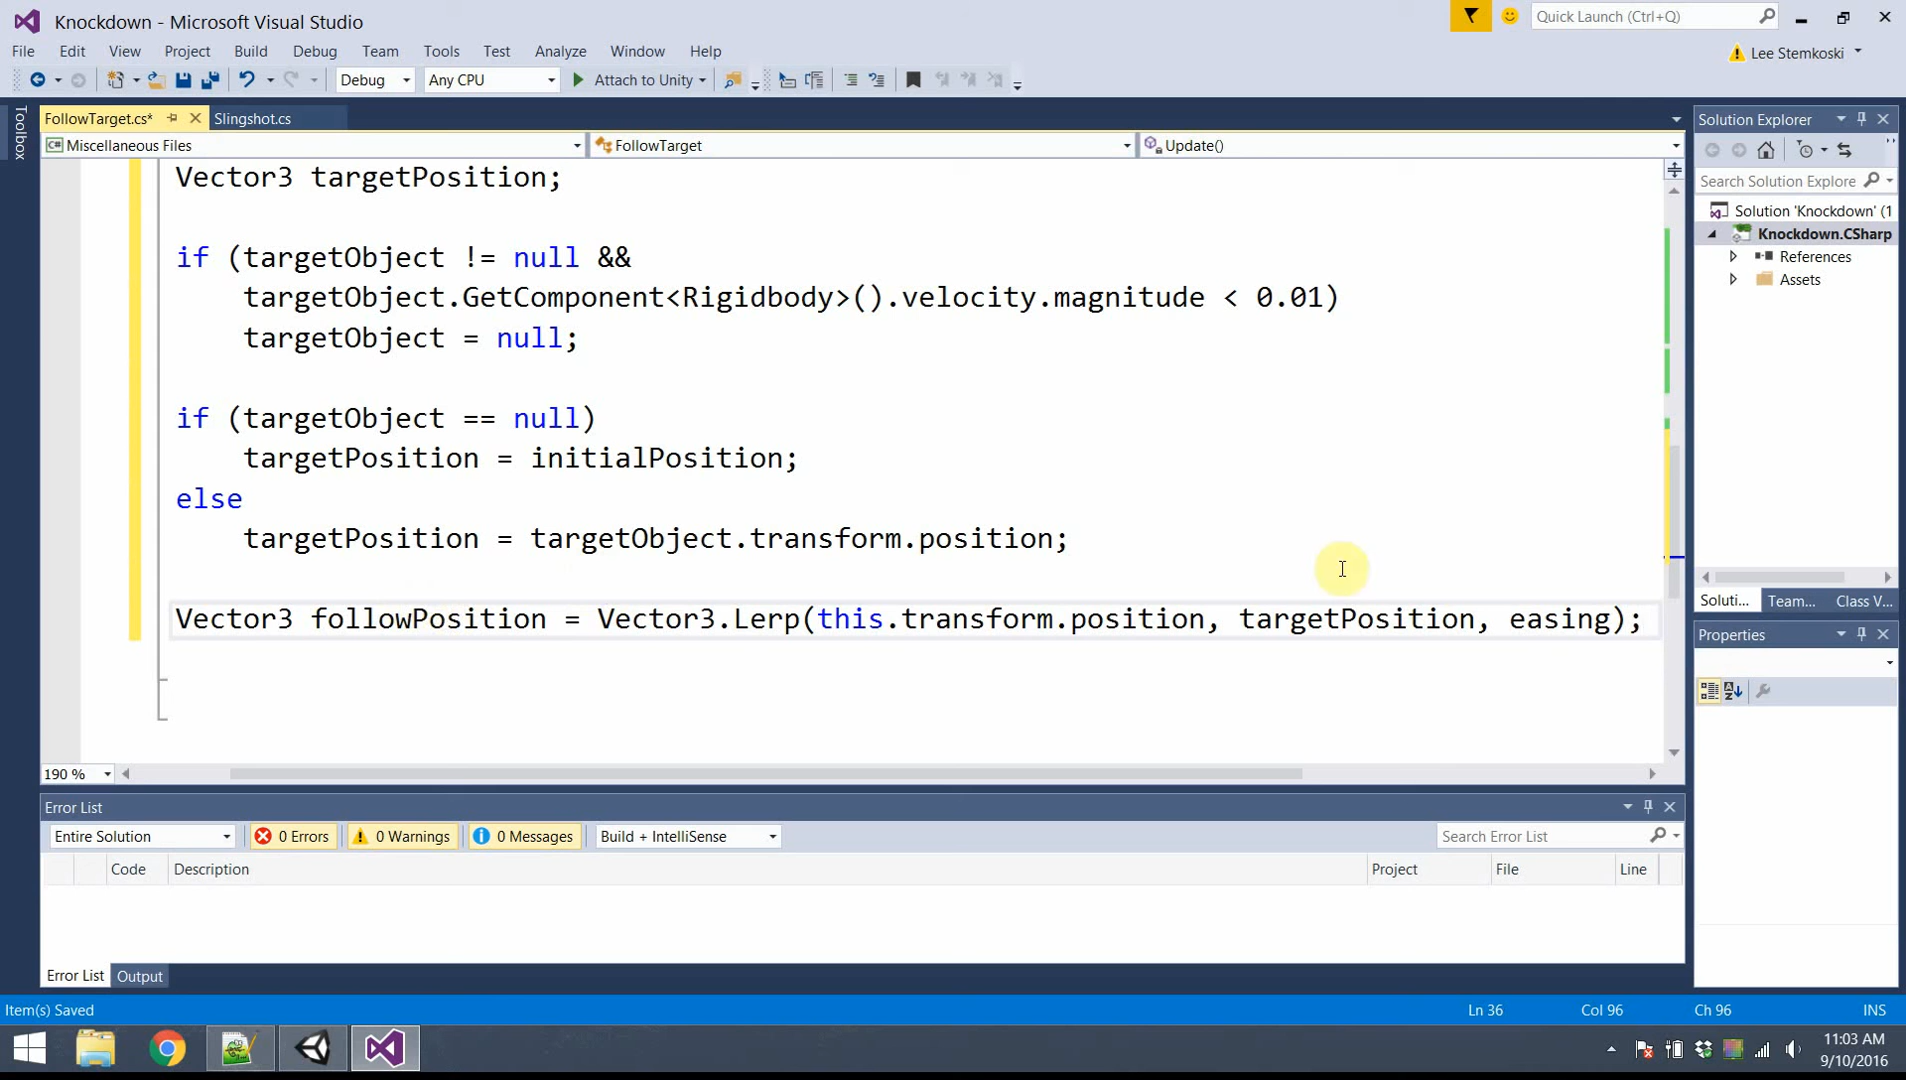 Knockdown - Microsoft Visual Studio
Quick Launch (Ctrl+Q)
File Edit View Project Build Debug Team Tools Test Analyze Window Help
Lee Stemkoski
Debug Any CPU Attach to Unity
Toolbox
FollowTarget.cs* Slingshot.cs
Miscellaneous Files FollowTarget Update()
Vector3 targetPosition;
if (targetObject != null &&
targetObject.GetComponent<Rigidbody>().velocity.magnitude < 0.01)
targetObject = null;
if (targetObject == null)
targetPosition = initialPosition;
else
targetPosition = targetObject.transform.position;
Vector3 followPosition = Vector3.Lerp(this.transform.position, targetPosition, easing);
190 %
Solution Explorer
Search Solution Explore
Solution 'Knockdown' (1
Knockdown.CSharp
References
Assets
Soluti... Team... Class V...
Properties
Error List
Entire Solution 0 Errors 0 Warnings 0 Messages Build + IntelliSense Search Error List
Code Description Project File Line
Error List Output
Item(s) Saved Ln 36 Col 96 Ch 96 INS
11:03 AM
9/10/2016